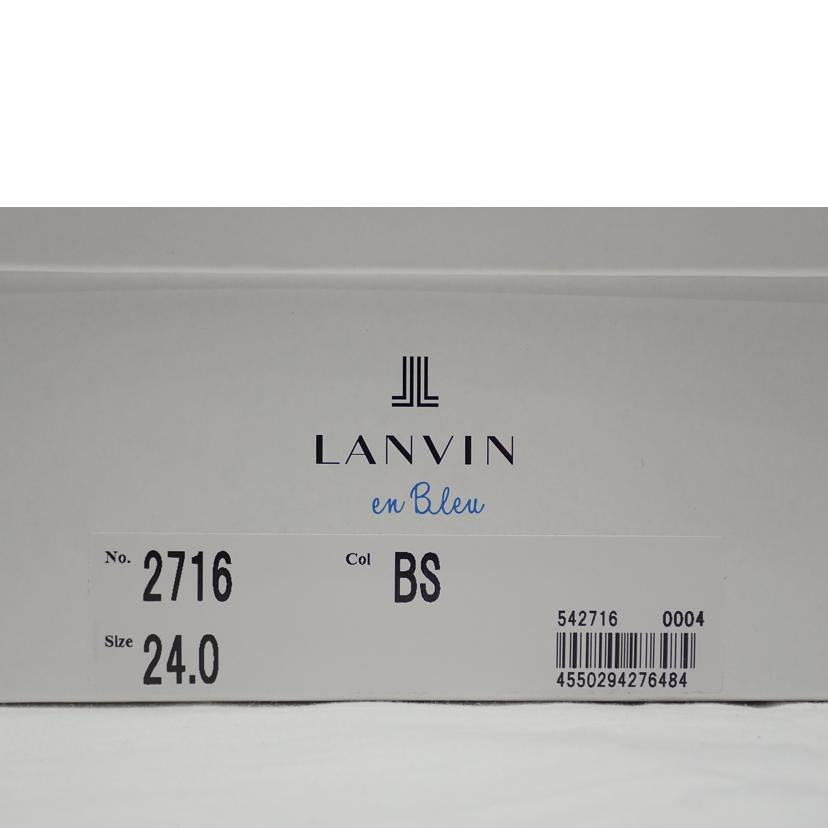 LANVIN
en Bleu
No. 2716 Col BS
Size 24.0
542716 0004
4550294276484